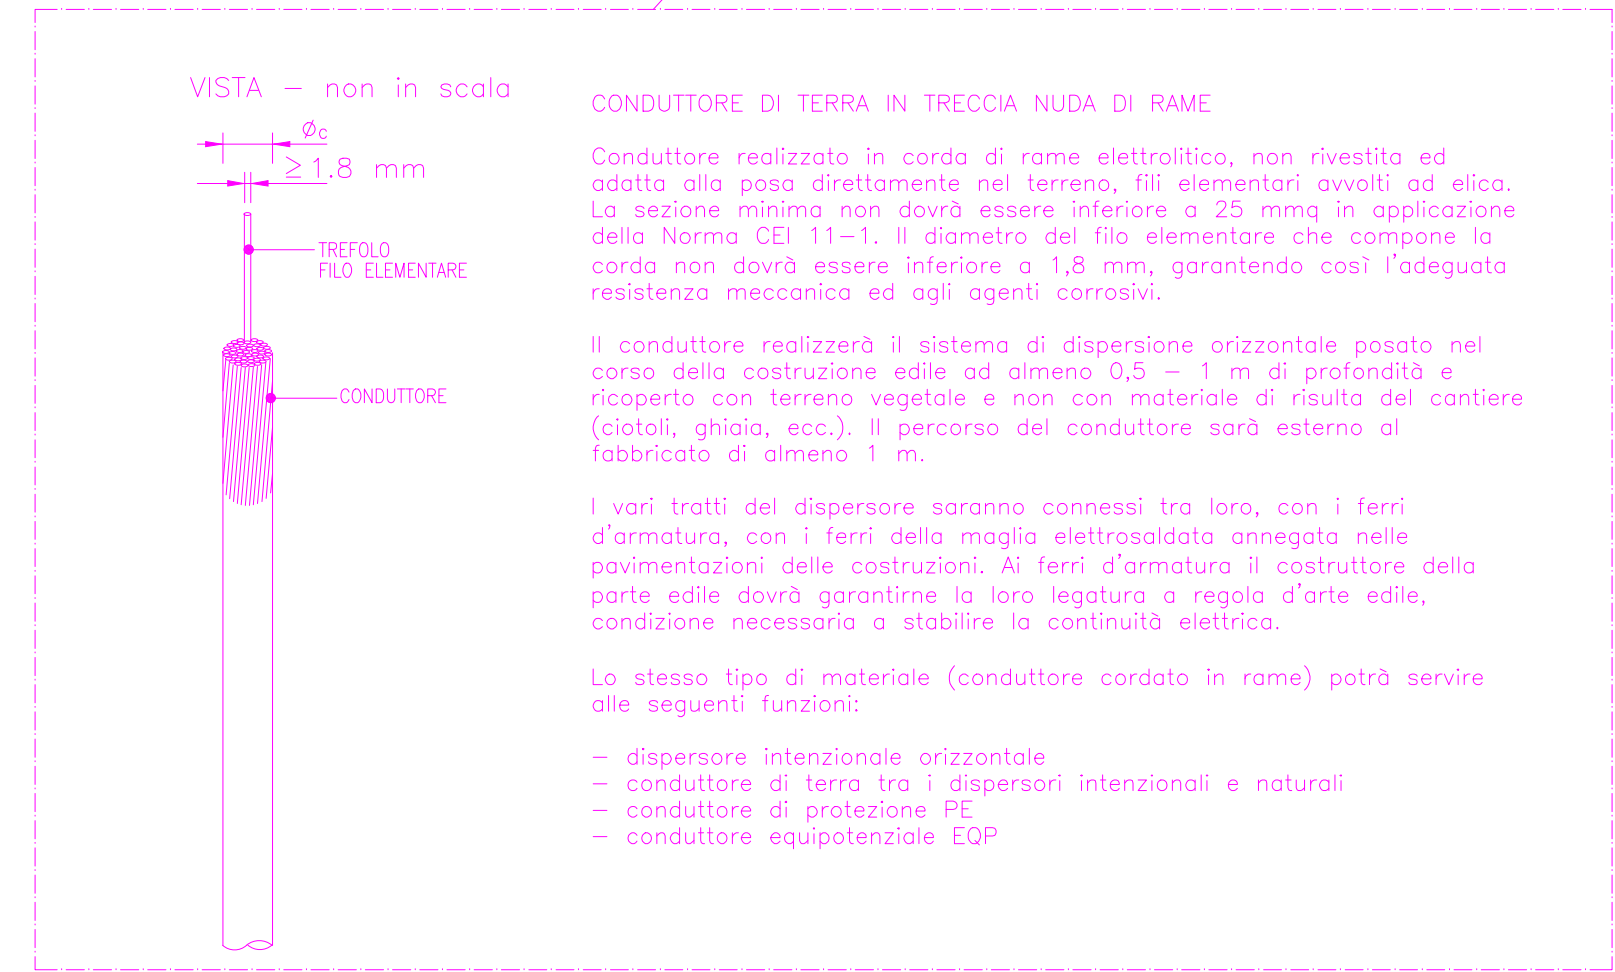 VISTA – non in scala
Øc
≥1.8 mm
TREFOLO
FILO ELEMENTARE
CONDUTTORE
CONDUTTORE DI TERRA IN TRECCIA NUDA DI RAME
Conduttore realizzato in corda di rame elettrolitico, non rivestita ed
adatta alla posa direttamente nel terreno, fili elementari avvolti ad elica.
La sezione minima non dovrà essere inferiore a 25 mmq in applicazione
della Norma CEI 11–1. Il diametro del filo elementare che compone la
corda non dovrà essere inferiore a 1,8 mm, garantendo così l'adeguata
resistenza meccanica ed agli agenti corrosivi.
Il conduttore realizzerà il sistema di dispersione orizzontale posato nel
corso della costruzione edile ad almeno 0,5 – 1 m di profondità e
ricoperto con terreno vegetale e non con materiale di risulta del cantiere
(ciotoli, ghiaia, ecc.). Il percorso del conduttore sarà esterno al
fabbricato di almeno 1 m.
I vari tratti del dispersore saranno connessi tra loro, con i ferri
d'armatura, con i ferri della maglia elettrosaldata annegata nelle
pavimentazioni delle costruzioni. Ai ferri d'armatura il costruttore della
parte edile dovrà garantirne la loro legatura a regola d'arte edile,
condizione necessaria a stabilire la continuità elettrica.
Lo stesso tipo di materiale (conduttore cordato in rame) potrà servire
alle seguenti funzioni:
– dispersore intenzionale orizzontale
– conduttore di terra tra i dispersori intenzionali e naturali
– conduttore di protezione PE
– conduttore equipotenziale EQP